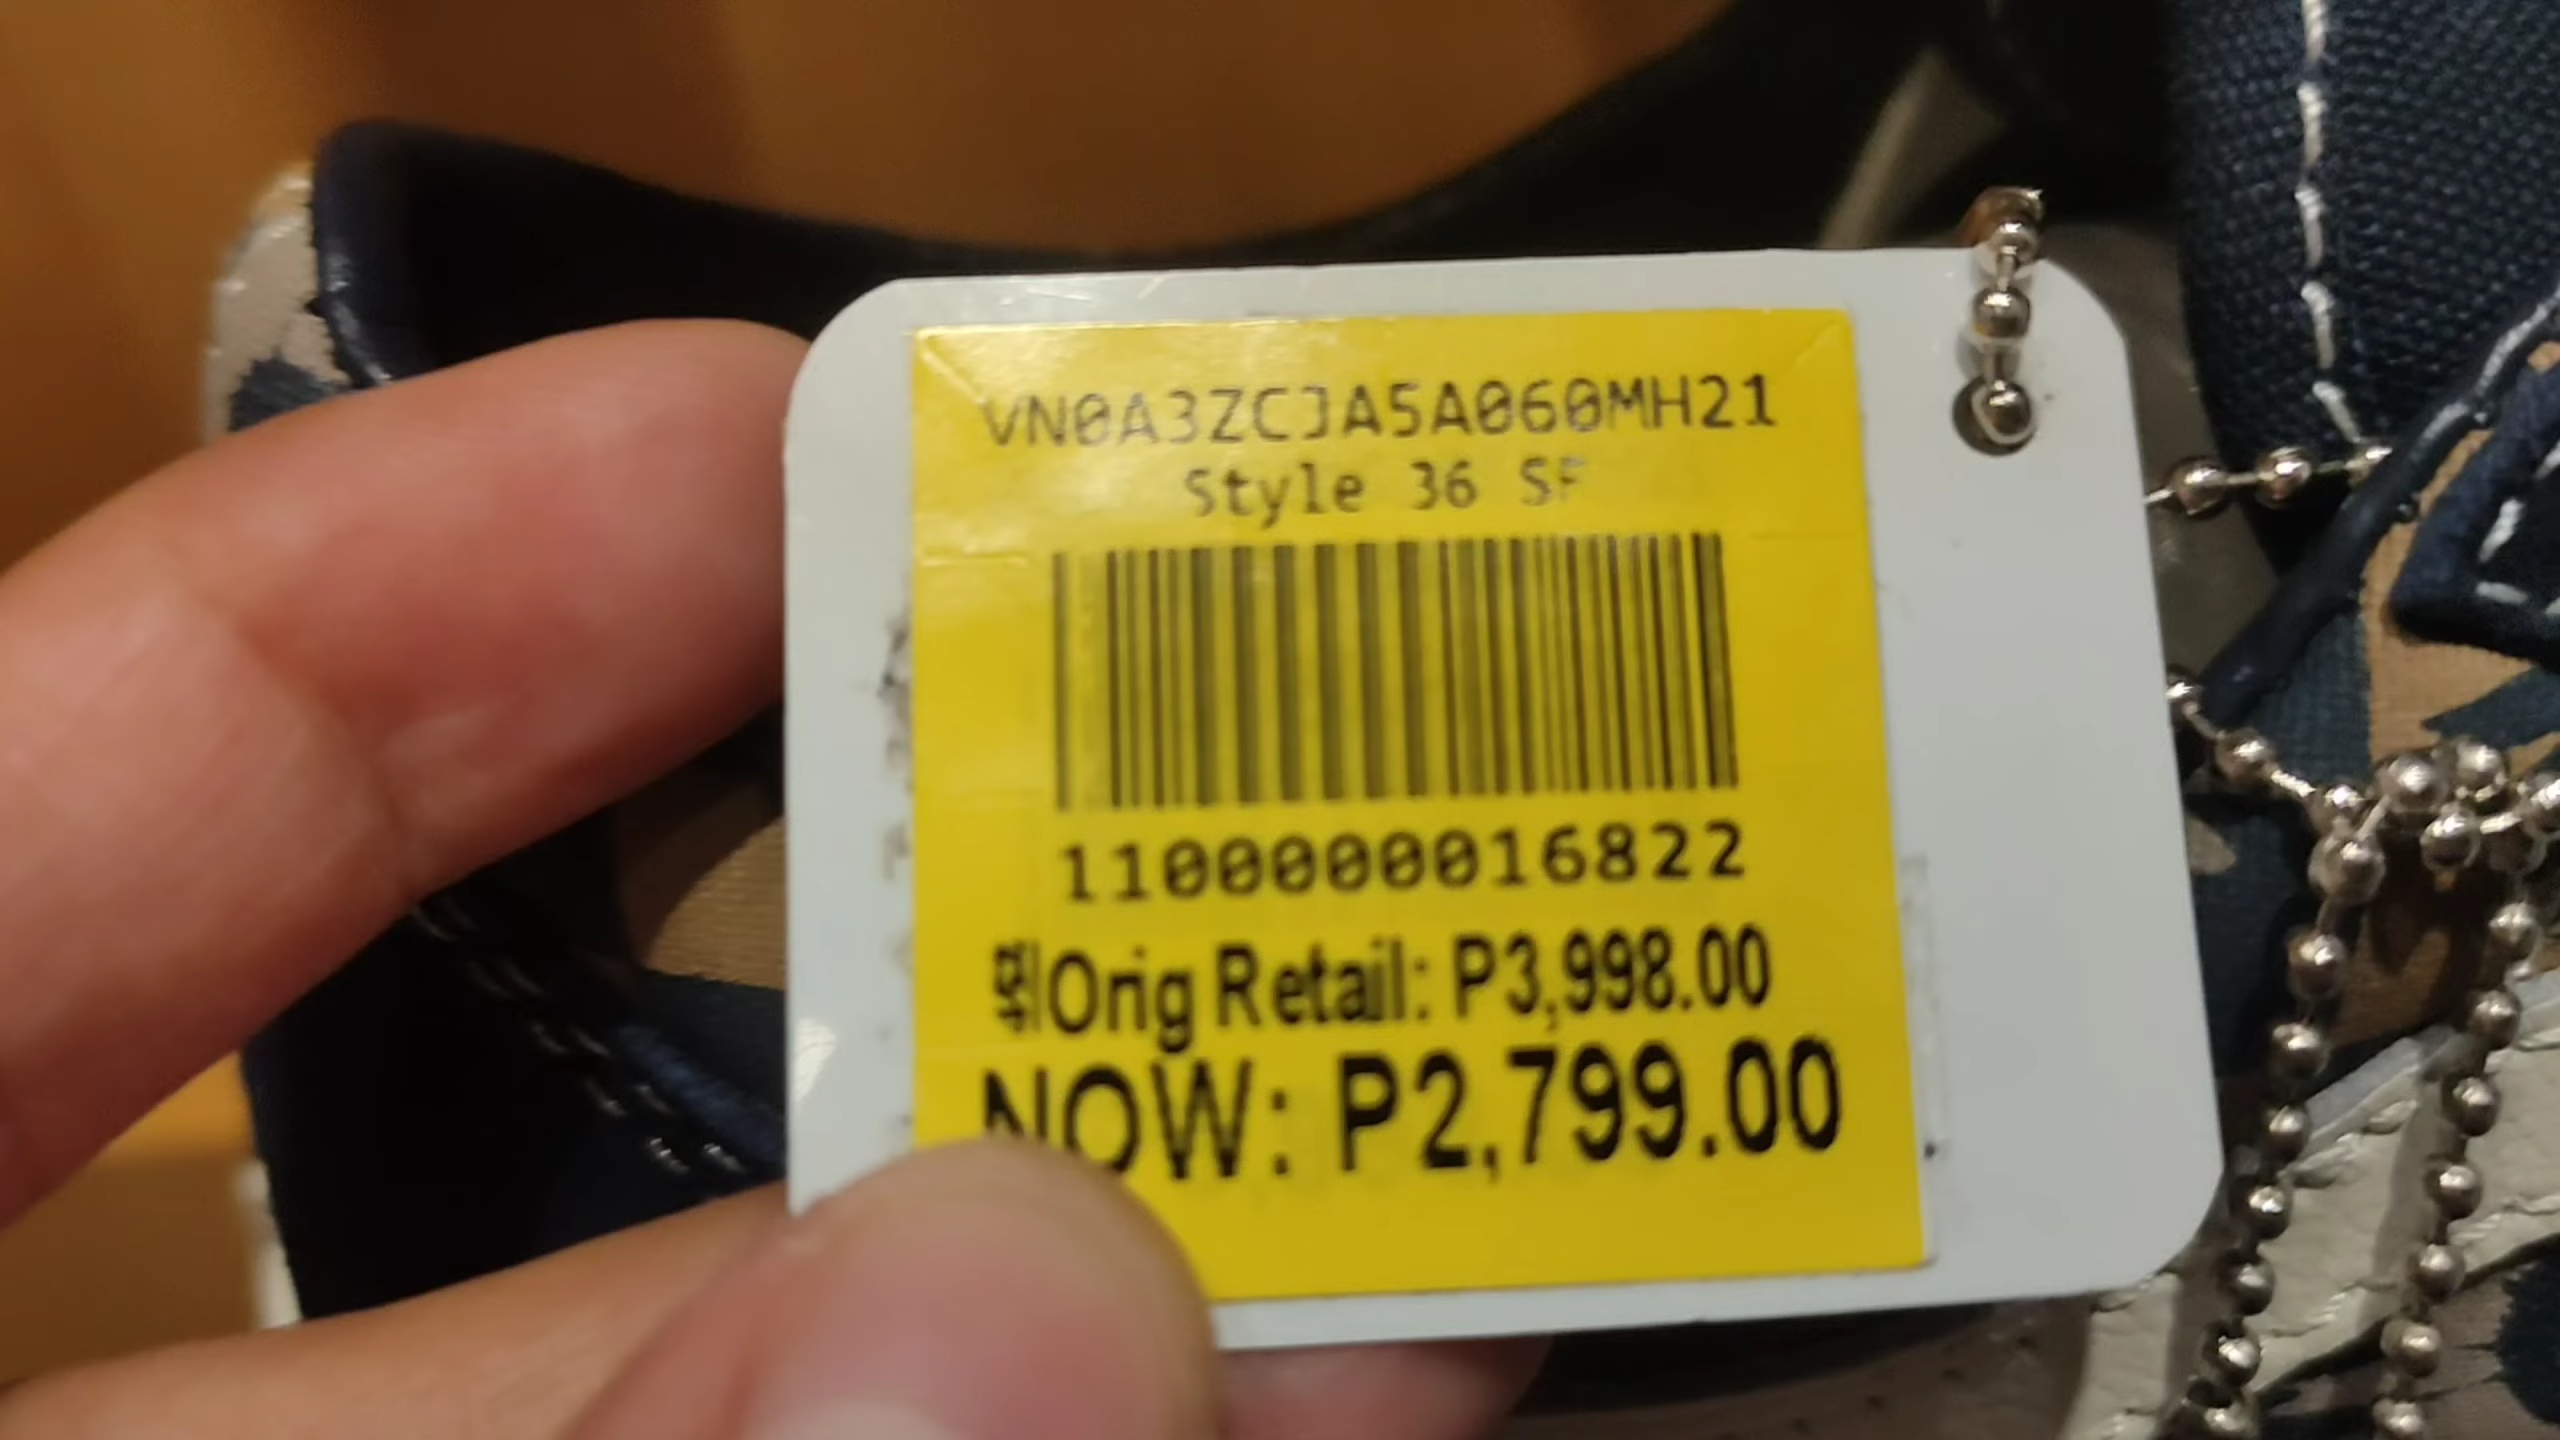 VN0A3ZCJA5A060MH21
Style 36 SF
1100000016822
Orig Retail: P3,998.00
NOW: P2,799.00